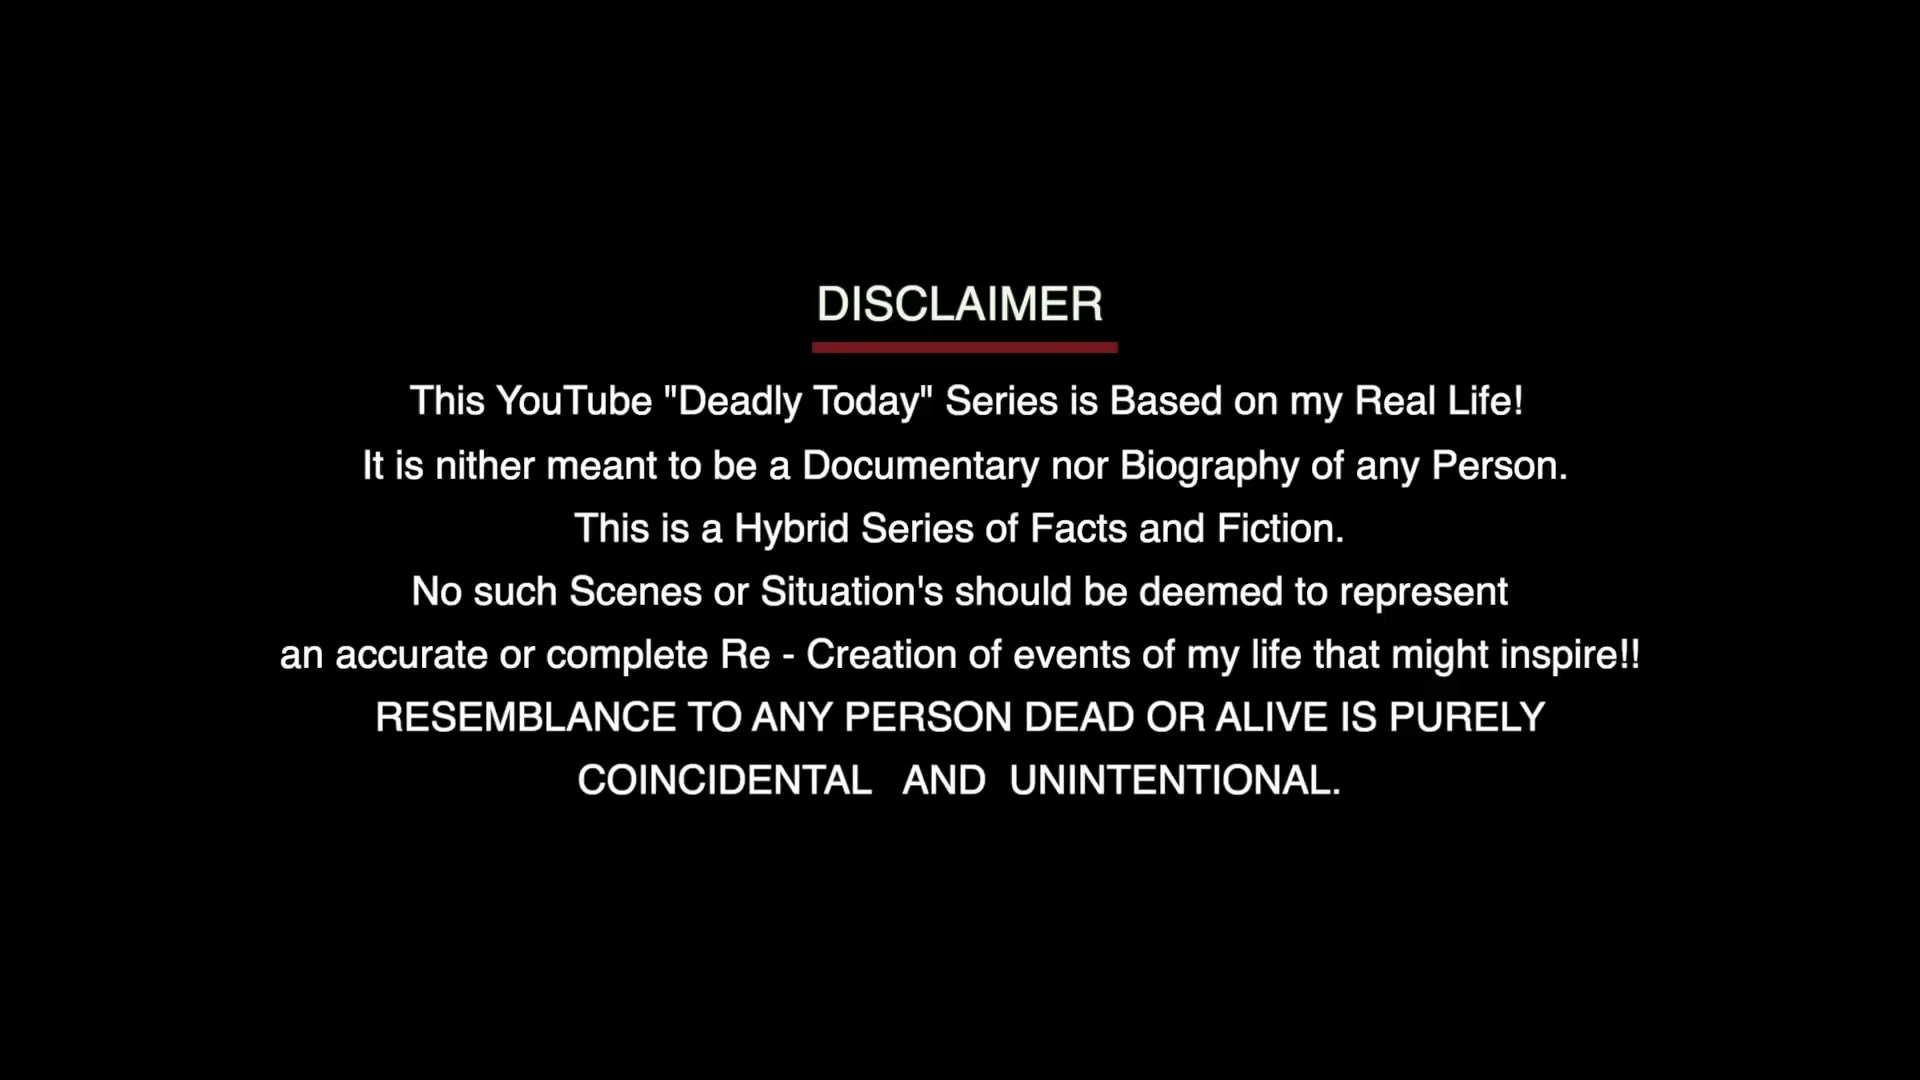 DISCLAIMER
This YouTube "Deadly Today" Series is Based on my Real Life!
It is nither meant to be a Documentary nor Biography of any Person.
This is a Hybrid Series of Facts and Fiction.
No such Scenes or Situation's should be deemed to represent
an accurate or complete Re - Creation of events of my life that might inspire!!
RESEMBLANCE TO ANY PERSON DEAD OR ALIVE IS PURELY
COINCIDENTAL AND UNINTENTIONAL.